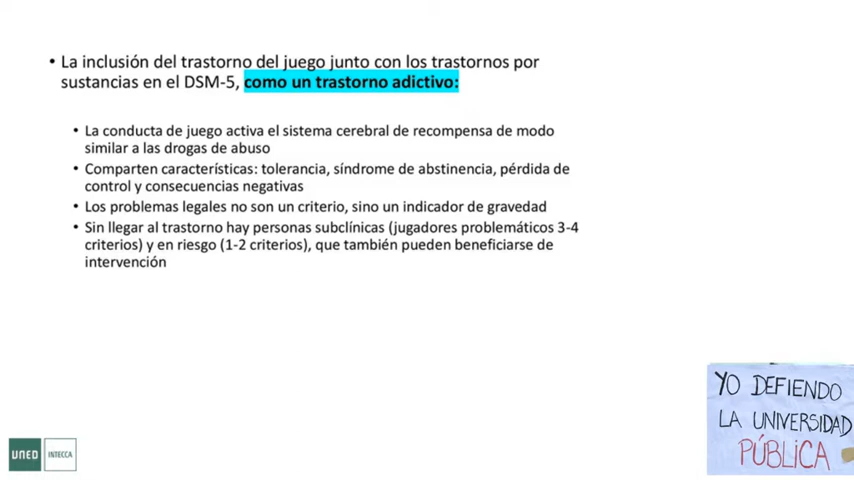 • La inclusión del trastorno del juego junto con los trastornos por
sustancias en el DSM-5, como un trastorno adictivo:
• La conducta de juego activa el sistema cerebral de recompensa de modo
similar a las drogas de abuso
• Comparten características: tolerancia, síndrome de abstinencia, pérdida de
control y consecuencias negativas
• Los problemas legales no son un criterio, sino un indicador de gravedad
• Sin llegar al trastorno hay personas subclínicas (jugadores problemáticos 3-4
criterios) y en riesgo (1-2 criterios), que también pueden beneficiarse de
intervención
YO DEFIENDO
LA UNIVERSIDAD
PÚBLICA
UNED INTECCA